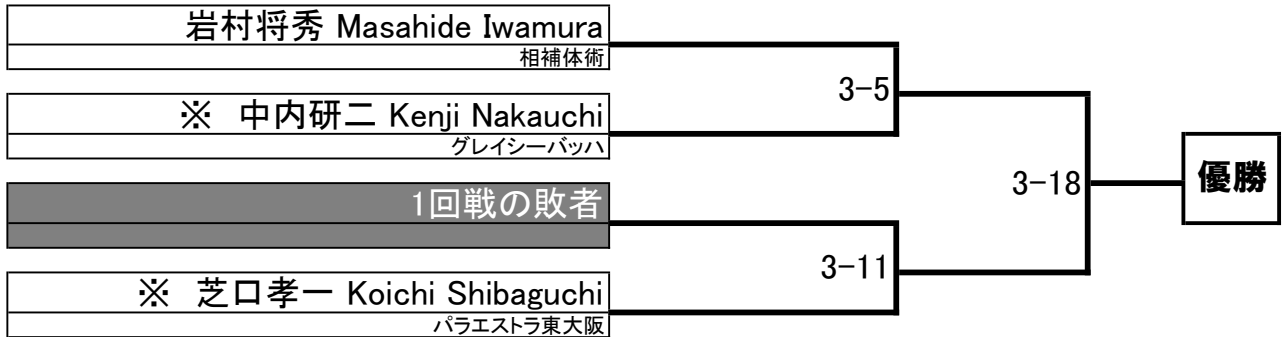 岩村将秀 Masahide Iwamura
相補体術
3-5
※ 中内研二 Kenji Nakauchi
グレイシーバッハ
3-18
優勝
1回戦の敗者
3-11
※ 芝口孝一 Koichi Shibaguchi
パラエストラ東大阪